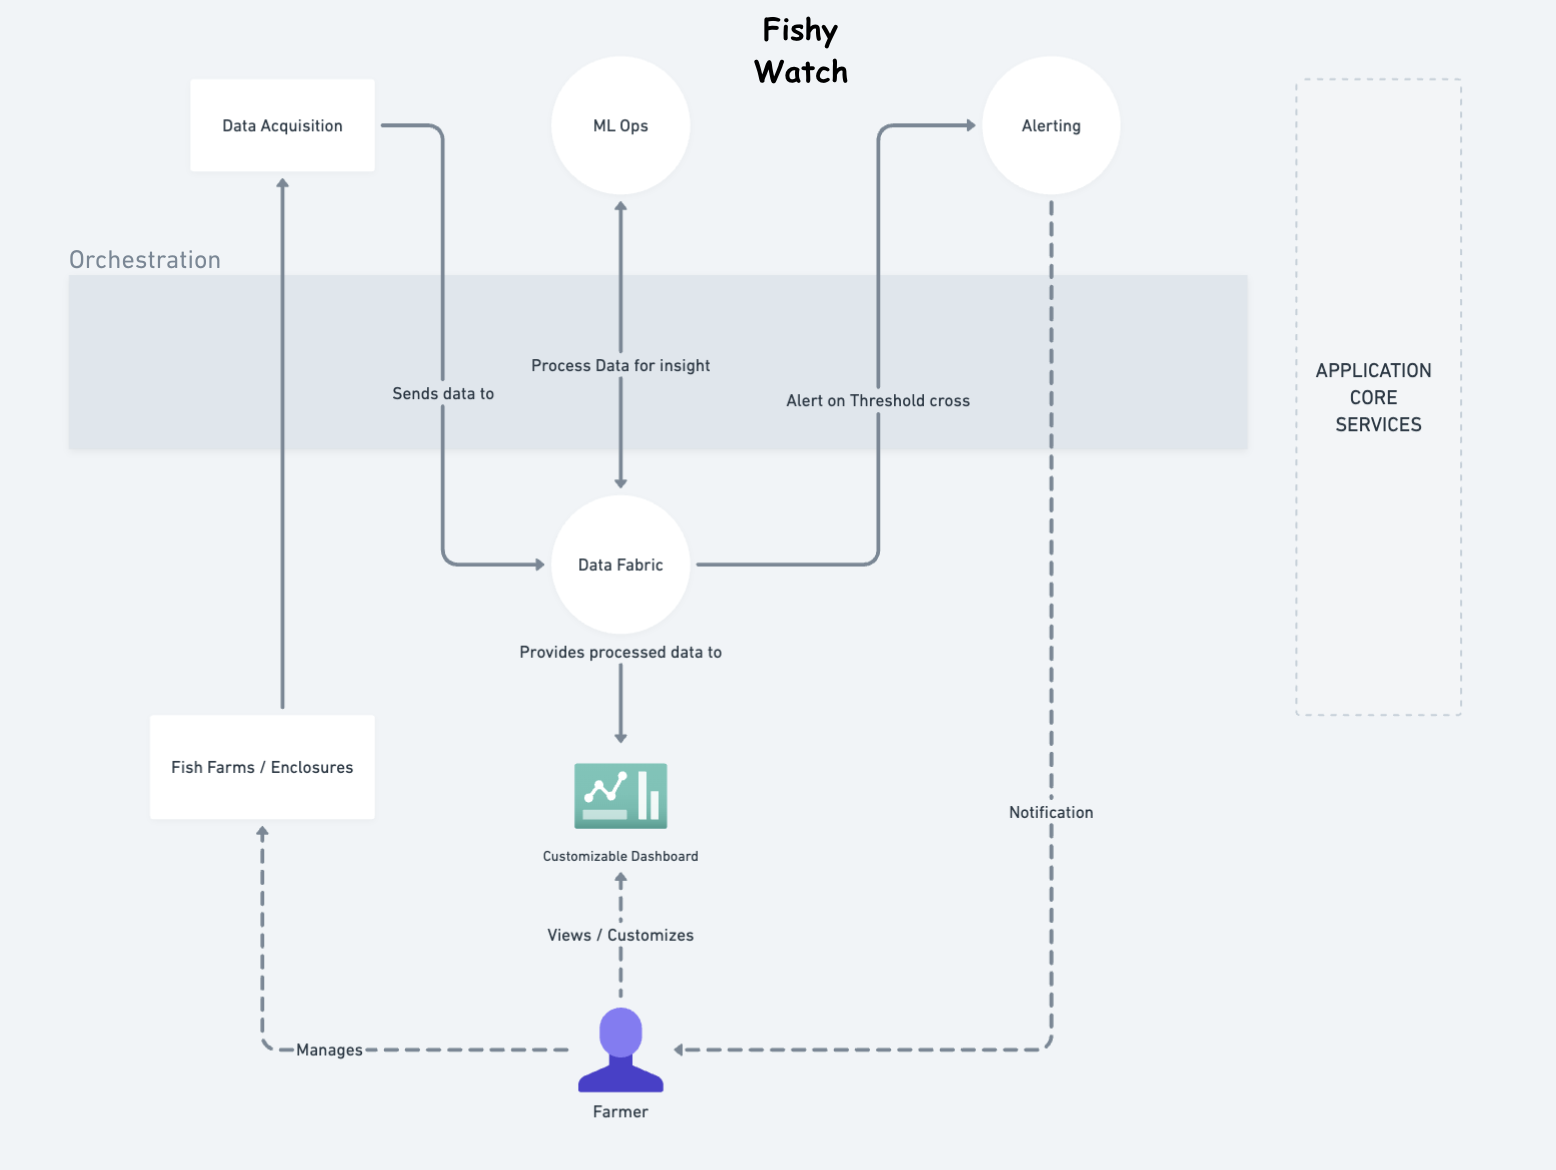 Fishy
Watch
Data Acquisition
ML Ops
Alerting
Orchestration
Process Data for insight
Sends data to
Alert on Threshold cross
APPLICATION
CORE
SERVICES
Data Fabric
Provides processed data to
Fish Farms / Enclosures
Notification
Customizable Dashboard
Views / Customizes
Manages
Farmer